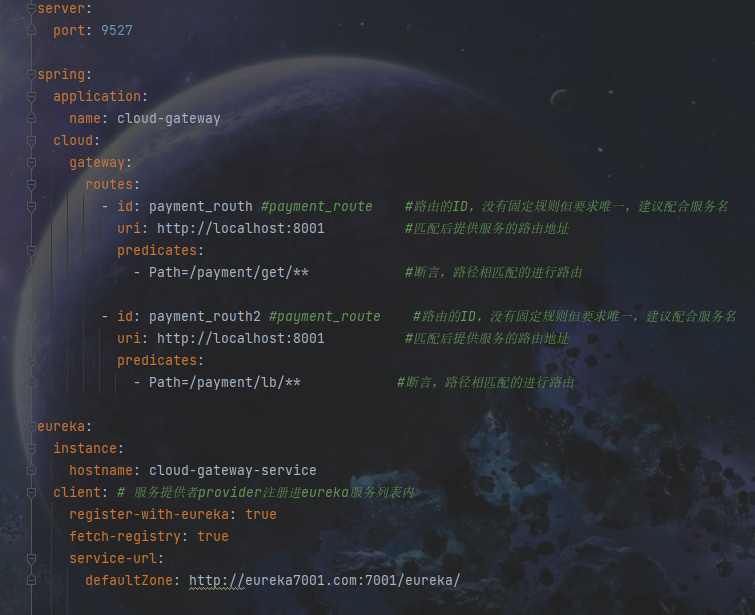 server:
  port: 9527

spring:
  application:
    name: cloud-gateway
  cloud:
    gateway:
      routes:
        - id: payment_routh #payment_route    #路由的ID，没有固定规则但要求唯一，建议配合服务名
          uri: http://localhost:8001          #匹配后提供服务的路由地址
          predicates:
            - Path=/payment/get/**            #断言，路径相匹配的进行路由

        - id: payment_routh2 #payment_route    #路由的ID，没有固定规则但要求唯一，建议配合服务名
          uri: http://localhost:8001          #匹配后提供服务的路由地址
          predicates:
            - Path=/payment/lb/**            #断言，路径相匹配的进行路由

eureka:
  instance:
    hostname: cloud-gateway-service
  client: # 服务提供者provider注册进eureka服务列表内
    register-with-eureka: true
    fetch-registry: true
    service-url:
      defaultZone: http://eureka7001.com:7001/eureka/